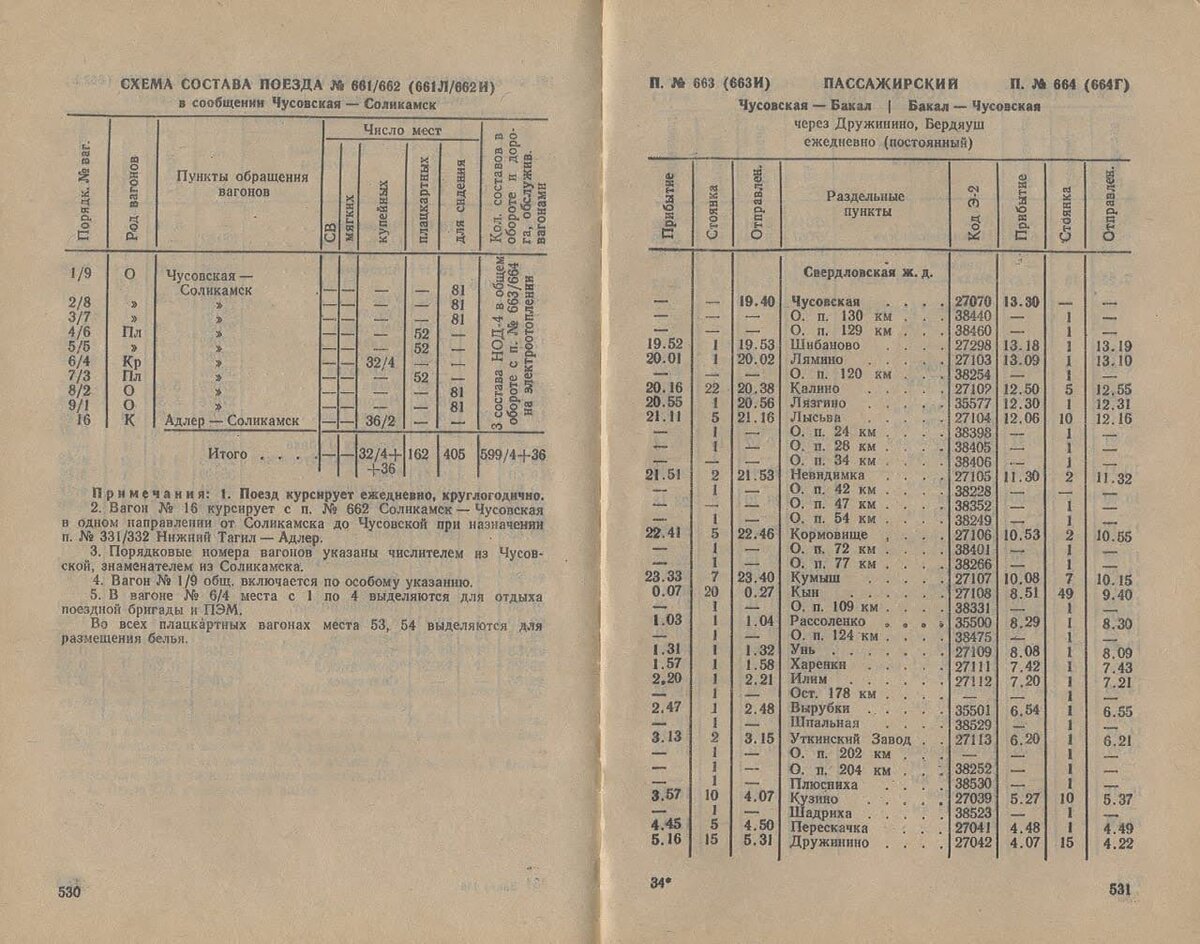 СХЕМА СОСТАВА ПОЕЗДА № 661/662 (661Л/662И)
в сообщении Чусовская — Соликамск
Порядк. № ваг.
Род вагонов
Пункты обращения
вагонов
Число мест
СВ
мягких
купейных
плацкартных
для сидения
Кол. составов в
обороте и доро-
га, обслужив.
вагонами
1/9 О Чусовская —
Соликамск — — — — 81
2/8 » » — — — — 81
3/7 » » — — — — 81
4/6 Пл » — — — 52 —
5/5 » » — — — 52 —
6/4 Кр » — — 32/4 — —
7/3 Пл » — — — 52 —
8/2 О » — — — — 81
9/1 О » — — — — 81
16 К Адлер — Соликамск — — 36/2 — —
3 состава НОД-4 в общем
обороте с п. № 663/664
на электроотоплении
Итого . . . . — — 32/4+ 162 405 599/4+36
+36
Примечания: 1. Поезд курсирует ежедневно, круглогодично.
2. Вагон № 16 курсирует с п. № 662 Соликамск — Чусовская
в одном направлении от Соликамска до Чусовской при назначении
п. № 331/332 Нижний Тагил — Адлер.
3. Порядковые номера вагонов указаны числителем из Чусов-
ской, знаменателем из Соликамска.
4. Вагон № 1/9 общ. включается по особому указанию.
5. В вагоне № 6/4 места с 1 по 4 выделяются для отдыха
поездной бригады и ПЭМ.
Во всех плацкартных вагонах места 53, 54 выделяются для
размещения белья.
530
П. № 663 (663И) ПАССАЖИРСКИЙ П. № 664 (664Г)
Чусовская — Бакал | Бакал — Чусовская
через Дружинино, Бердяуш
ежедневно (постоянный)
Прибытие
Стоянка
Отправлен.
Раздельные
пункты
Код Э-2
Прибытие
Стоянка
Отправлен.
Свердловская ж. д.
— — 19.40 Чусовская . . . . 27070 13.30 — —
— — — О. п. 130 км . . . 38440 — 1 —
— — — О. п. 129 км . . . 38460 — 1 —
19.52 1 19.53 Шибаново . . . . 27298 13.18 1 13.19
20.01 1 20.02 Лямино . . . . . 27103 13.09 1 13.10
— — — О. п. 120 км . . . 38254 — 1 —
20.16 22 20.38 Калино . . . . . 27102 12.50 5 12.55
20.55 1 20.56 Лязгино . . . . . 35577 12.30 1 12.31
21.11 5 21.16 Лысьва . . . . . 27104 12.06 10 12.16
— 1 — О. п. 24 км . . . . 38398 — 1 —
— 1 — О. п. 28 км . . . . 38405 — 1 —
— — — О. п. 34 км . . . . 38406 — 1 —
21.51 2 21.53 Невидимка . . . . 27105 11.30 2 11.32
— 1 — О. п. 42 км . . . . 38228 — — —
— — — О. п. 47 км . . . . 38352 — 1 —
— 1 — О. п. 54 км . . . . 38249 — 1 —
22.41 5 22.46 Кормовище . . . . 27106 10.53 2 10.55
— 1 — О. п. 72 км . . . . 38401 — 1 —
— 1 — О. п. 77 км . . . . 38266 — 1 —
23.33 7 23.40 Кумыш . . . . . 27107 10.08 7 10.15
0.07 20 0.27 Кын . . . . . . 27108 8.51 49 9.40
— 1 — О. п. 109 км . . . . 38331 — 1 —
1.03 1 1.04 Рассоленко . . . . 35500 8.29 1 8.30
— 1 — О. п. 124 км . . . . 38475 — 1 —
1.31 1 1.32 Унь . . . . . . 27109 8.08 1 8.09
1.57 1 1.58 Харенки . . . . . 27111 7.42 1 7.43
2.20 1 2.21 Илим . . . . . . 27112 7.20 1 7.21
— 1 — Ост. 178 км . . . . — — 1 —
2.47 1 2.48 Вырубки . . . . . 35501 6.54 1 6.55
— 1 — Шпальная . . . . 38529 — 1 —
3.13 2 3.15 Уткинский Завод . . 27113 6.20 1 6.21
— 1 — О. п. 202 км . . . — — 1 —
— 1 — О. п. 204 км . . . 38252 — 1 —
— 1 — Плюсниха . . . . 38530 — 1 —
3.57 10 4.07 Кузино . . . . . 27039 5.27 10 5.37
— 1 — Шадриха . . . . . 38523 — 1 —
4.45 5 4.50 Перескачка . . . 27041 4.48 1 4.49
5.16 15 5.31 Дружинино . . . . 27042 4.07 15 4.22
34*
531